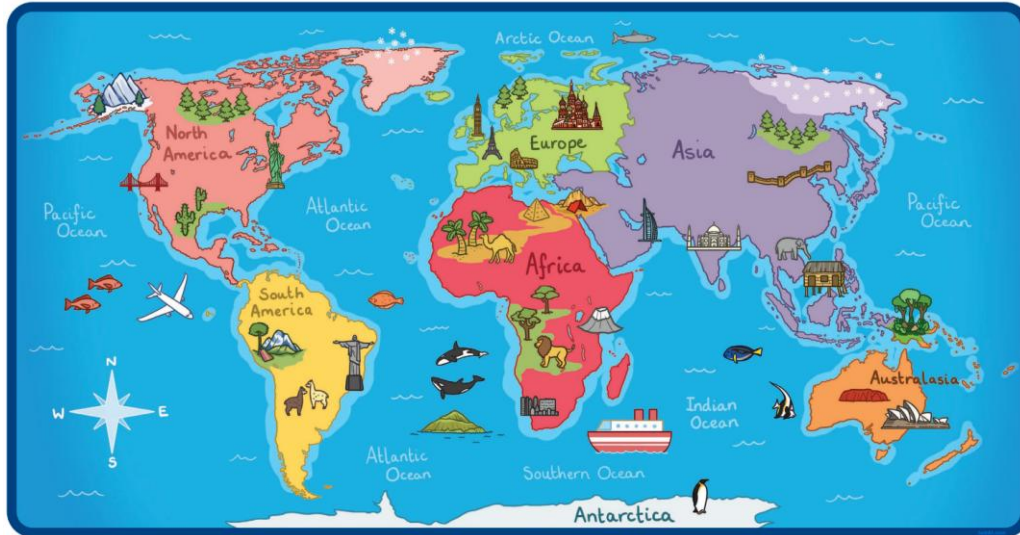 Arctic Ocean
North
America
Europe
Asia
Pacific
Ocean
Atlantic
Ocean
Pacific
Ocean
Africa
South
America
N
W
E
S
Australasia
Indian
Ocean
Atlantic
Ocean
Southern Ocean
Antarctica